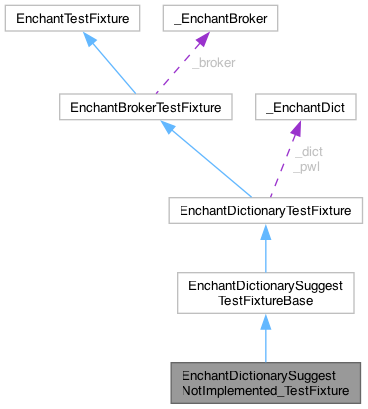 EnchantTestFixture
_EnchantBroker
_broker
EnchantBrokerTestFixture
_EnchantDict
_dict
_pwl
EnchantDictionaryTestFixture
EnchantDictionarySuggest
TestFixtureBase
EnchantDictionarySuggest
NotImplemented_TestFixture